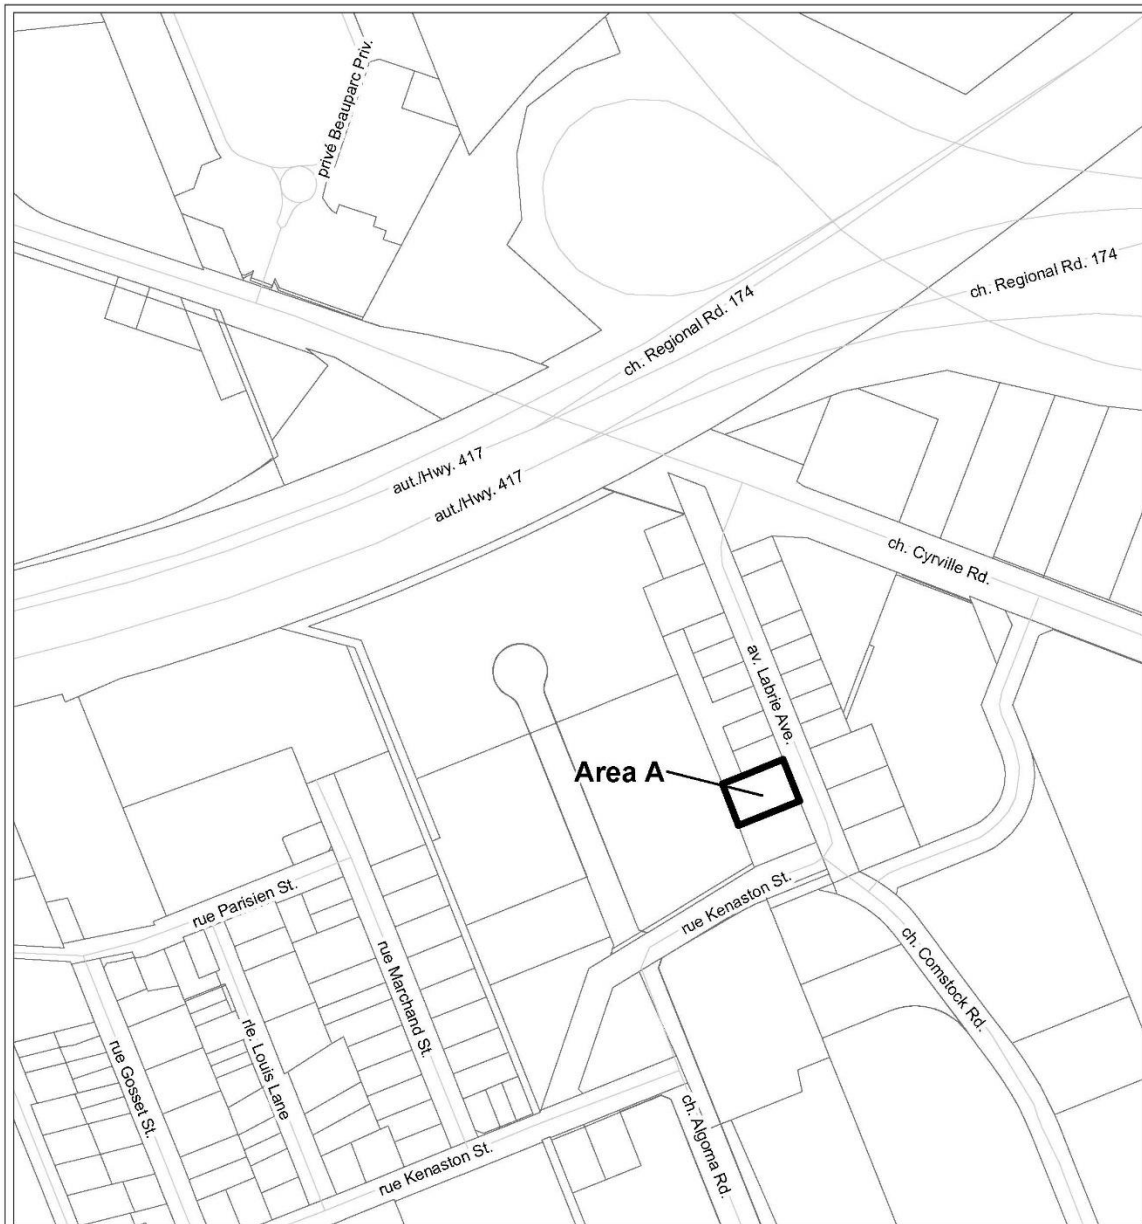 privé Beauparc Priv.
ch. Regional Rd. 174
ch. Regional Rd. 174
aut./Hwy. 417
aut./Hwy. 417
ch. Cyrville Rd.
av. Labrie Ave.
Area A
rue Kenaston St.
rue Parisien St.
rue Marchand St.
ch. Comstock Rd.
rle. Louis Lane
rue Gosset St.
ch. Algoma Rd.
rue Kenaston St.